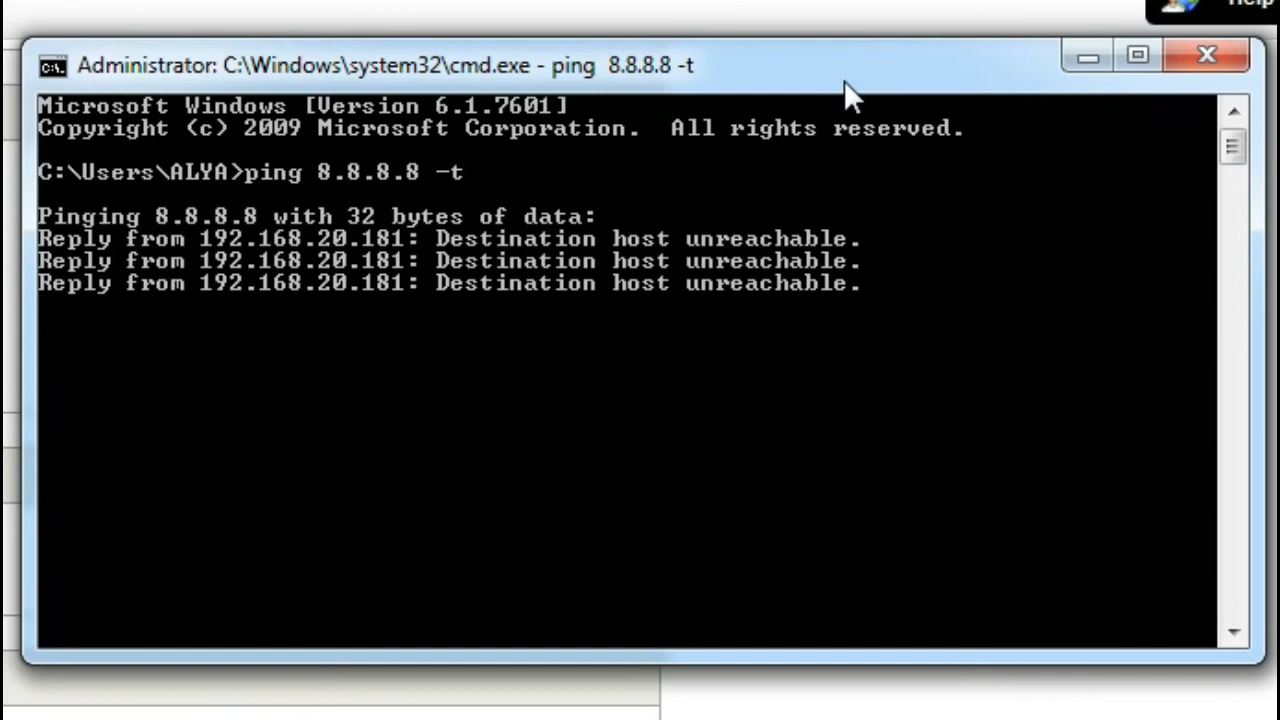 Help
Administrator: C:\Windows\system32\cmd.exe - ping  8.8.8.8 -t
Microsoft Windows [Version 6.1.7601]
Copyright (c) 2009 Microsoft Corporation.  All rights reserved.
C:\Users\ALYA>ping 8.8.8.8 -t
Pinging 8.8.8.8 with 32 bytes of data:
Reply from 192.168.20.181: Destination host unreachable.
Reply from 192.168.20.181: Destination host unreachable.
Reply from 192.168.20.181: Destination host unreachable.